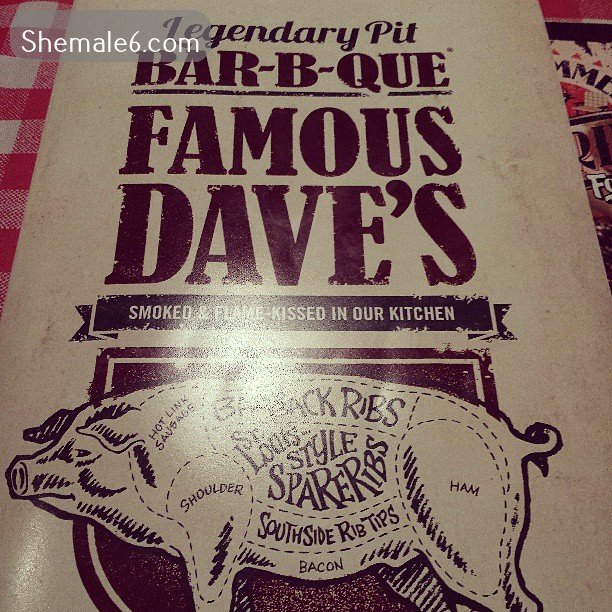 Shemale6.com
Legendary Pit
BAR-B-QUE
FAMOUS
DAVE'S
SMOKED & FLAME-KISSED IN OUR KITCHEN
HOT LINK
SAUSAGE
BACK RIBS
ST.
LOUIS-
STYLE
SPARERIBS
SHOULDER
HAM
SOUTHSIDE RIB TIPS
BACON